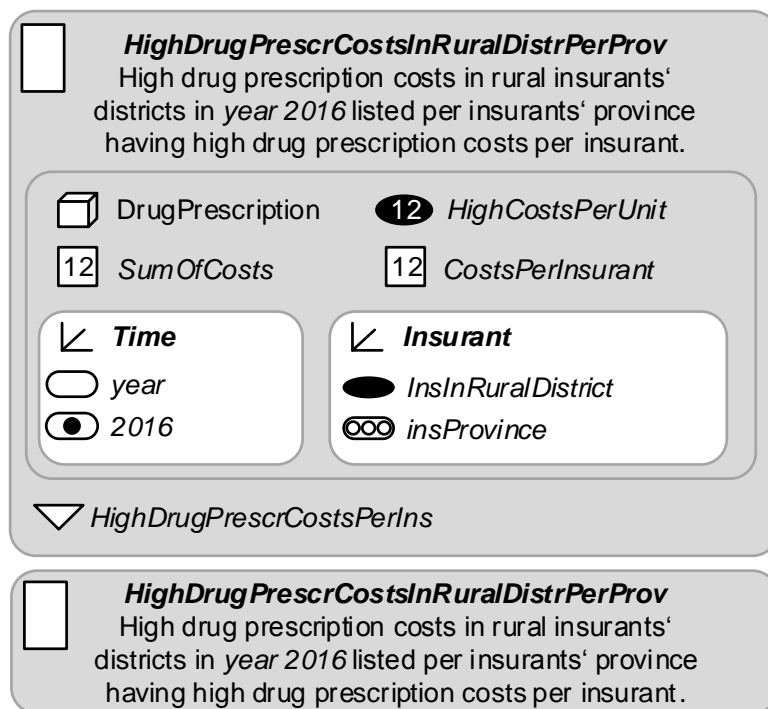 HighDrugPrescrCostsInRuralDistrPerProv
High drug prescription costs in rural insurants‘
districts in year 2016 listed per insurants‘ province
having high drug prescription costs per insurant.
DrugPrescription
12 HighCostsPerUnit
12 SumOfCosts
12 CostsPerInsurant
Time
year
2016
Insurant
InsInRuralDistrict
insProvince
HighDrugPrescrCostsPerIns
HighDrugPrescrCostsInRuralDistrPerProv
High drug prescription costs in rural insurants‘
districts in year 2016 listed per insurants‘ province
having high drug prescription costs per insurant.